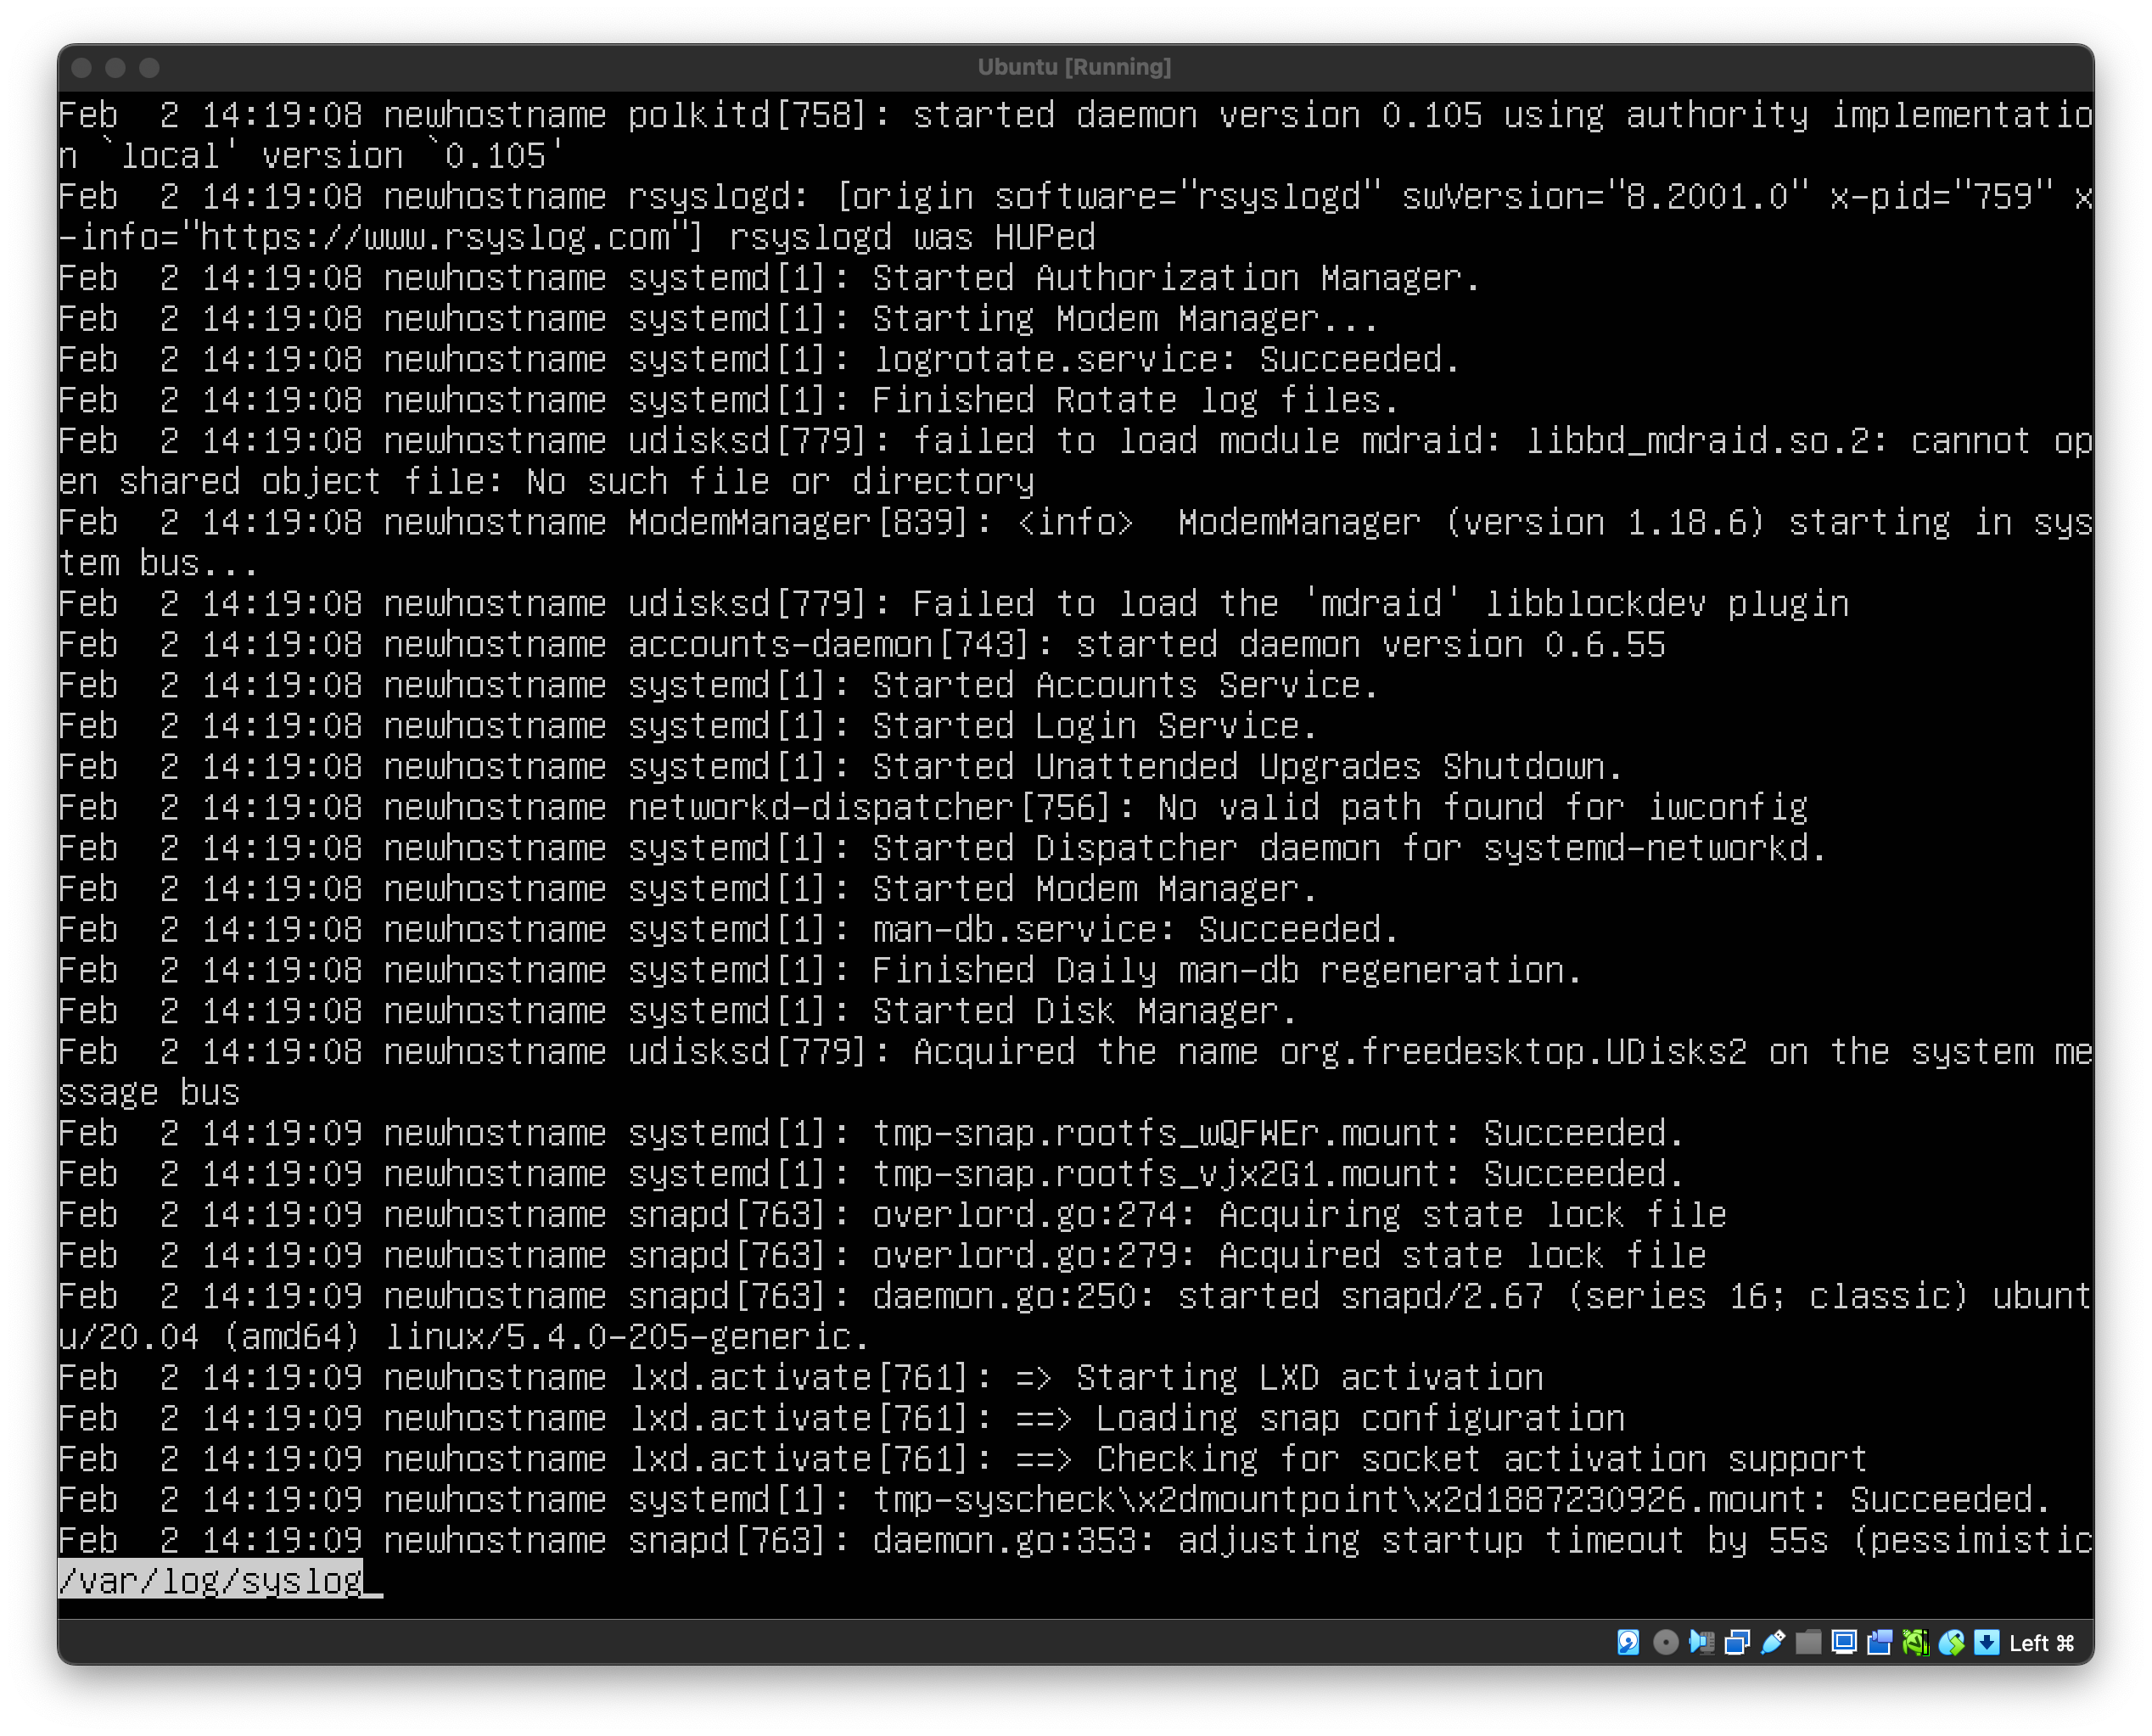 Ubuntu [Running]
Feb  2 14:19:08 newhostname polkitd[758]: started daemon version 0.105 using authority implementatio
n `local' version `0.105'
Feb  2 14:19:08 newhostname rsyslogd: [origin software="rsyslogd" swVersion="8.2001.0" x-pid="759" x
-info="https://www.rsyslog.com"] rsyslogd was HUPed
Feb  2 14:19:08 newhostname systemd[1]: Started Authorization Manager.
Feb  2 14:19:08 newhostname systemd[1]: Starting Modem Manager...
Feb  2 14:19:08 newhostname systemd[1]: logrotate.service: Succeeded.
Feb  2 14:19:08 newhostname systemd[1]: Finished Rotate log files.
Feb  2 14:19:08 newhostname udisksd[779]: failed to load module mdraid: libbd_mdraid.so.2: cannot op
en shared object file: No such file or directory
Feb  2 14:19:08 newhostname ModemManager[839]: <info>  ModemManager (version 1.18.6) starting in sys
tem bus...
Feb  2 14:19:08 newhostname udisksd[779]: Failed to load the 'mdraid' libblockdev plugin
Feb  2 14:19:08 newhostname accounts-daemon[743]: started daemon version 0.6.55
Feb  2 14:19:08 newhostname systemd[1]: Started Accounts Service.
Feb  2 14:19:08 newhostname systemd[1]: Started Login Service.
Feb  2 14:19:08 newhostname systemd[1]: Started Unattended Upgrades Shutdown.
Feb  2 14:19:08 newhostname networkd-dispatcher[756]: No valid path found for iwconfig
Feb  2 14:19:08 newhostname systemd[1]: Started Dispatcher daemon for systemd-networkd.
Feb  2 14:19:08 newhostname systemd[1]: Started Modem Manager.
Feb  2 14:19:08 newhostname systemd[1]: man-db.service: Succeeded.
Feb  2 14:19:08 newhostname systemd[1]: Finished Daily man-db regeneration.
Feb  2 14:19:08 newhostname systemd[1]: Started Disk Manager.
Feb  2 14:19:08 newhostname udisksd[779]: Acquired the name org.freedesktop.UDisks2 on the system me
ssage bus
Feb  2 14:19:09 newhostname systemd[1]: tmp-snap.rootfs_wQFWEr.mount: Succeeded.
Feb  2 14:19:09 newhostname systemd[1]: tmp-snap.rootfs_vjx2G1.mount: Succeeded.
Feb  2 14:19:09 newhostname snapd[763]: overlord.go:274: Acquiring state lock file
Feb  2 14:19:09 newhostname snapd[763]: overlord.go:279: Acquired state lock file
Feb  2 14:19:09 newhostname snapd[763]: daemon.go:250: started snapd/2.67 (series 16; classic) ubunt
u/20.04 (amd64) linux/5.4.0-205-generic.
Feb  2 14:19:09 newhostname lxd.activate[761]: => Starting LXD activation
Feb  2 14:19:09 newhostname lxd.activate[761]: ==> Loading snap configuration
Feb  2 14:19:09 newhostname lxd.activate[761]: ==> Checking for socket activation support
Feb  2 14:19:09 newhostname systemd[1]: tmp-syscheck\x2dmountpoint\x2d1887230926.mount: Succeeded.
Feb  2 14:19:09 newhostname snapd[763]: daemon.go:353: adjusting startup timeout by 55s (pessimistic
/var/log/syslog
Left ⌘